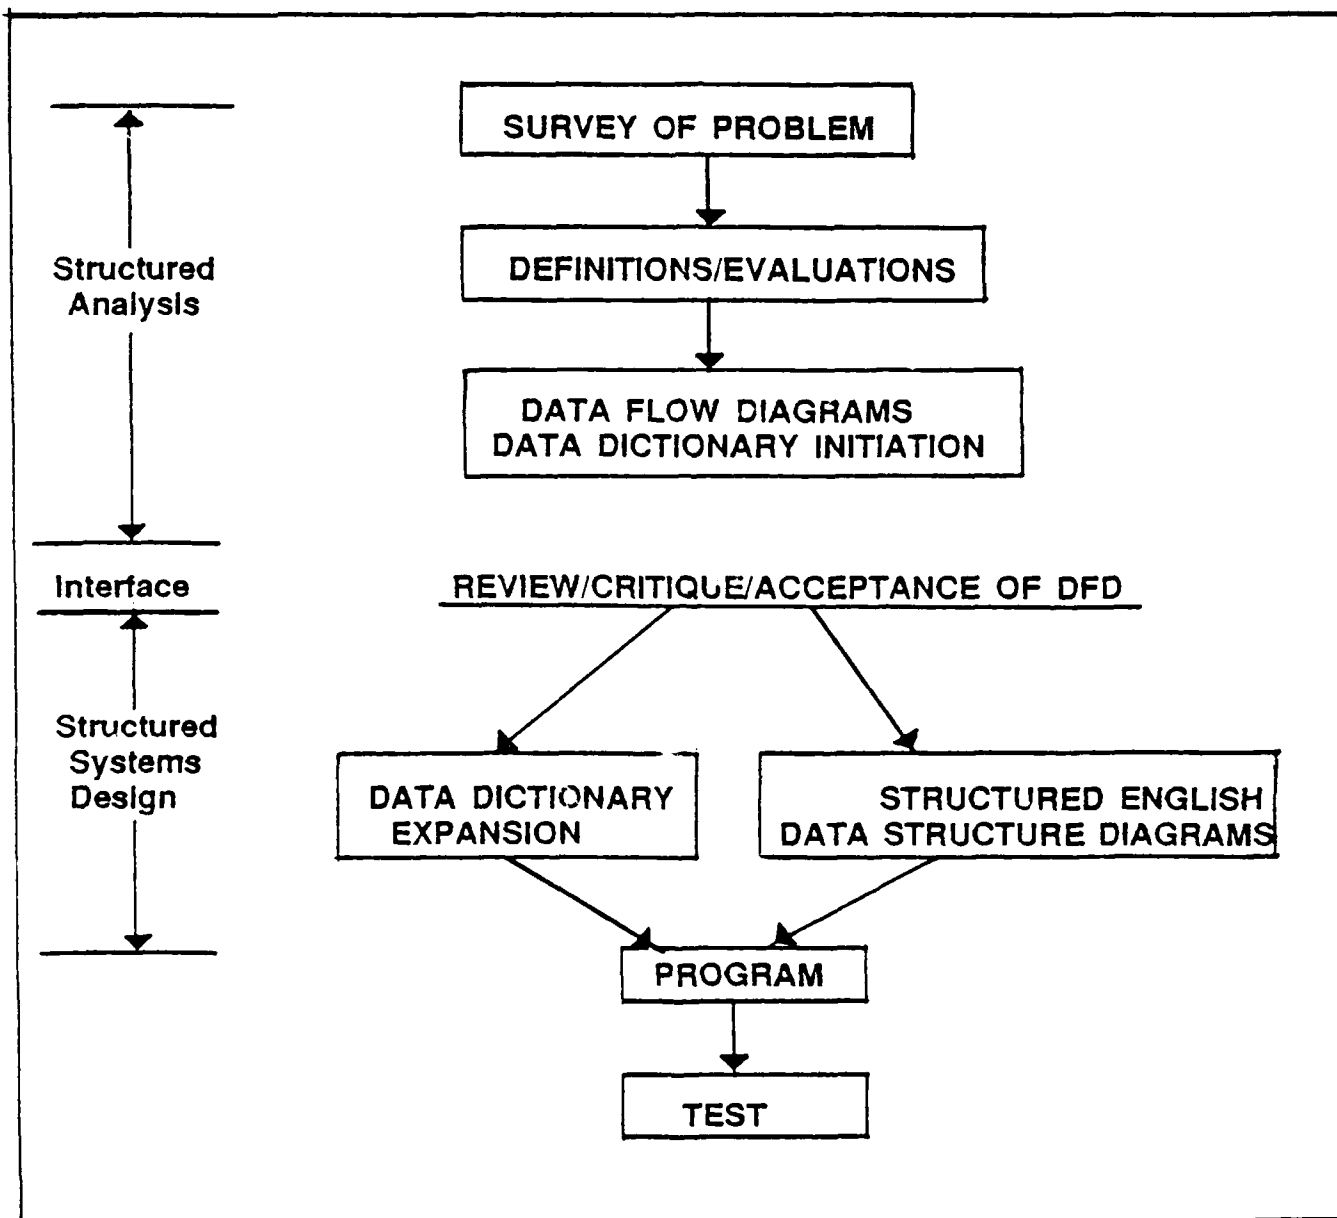 SURVEY OF PROBLEM
DEFINITIONS/EVALUATIONS
Structured
Analysis
DATA FLOW DIAGRAMS
DATA DICTIONARY INITIATION
Interface
REVIEW/CRITIQUE/ACCEPTANCE OF DFD
Structured
Systems
Design
DATA DICTIONARY
EXPANSION
STRUCTURED ENGLISH
DATA STRUCTURE DIAGRAMS
PROGRAM
TEST